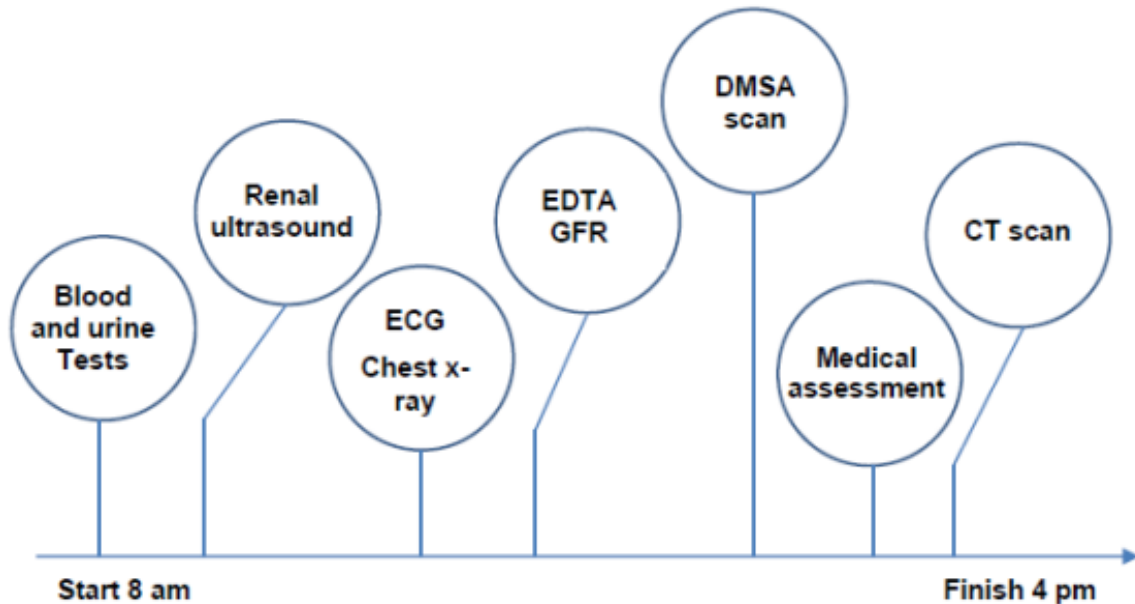 Blood
and urine
Tests
Renal
ultrasound
ECG
Chest x-
ray
EDTA
GFR
DMSA
scan
Medical
assessment
CT scan
Start 8 am
Finish 4 pm